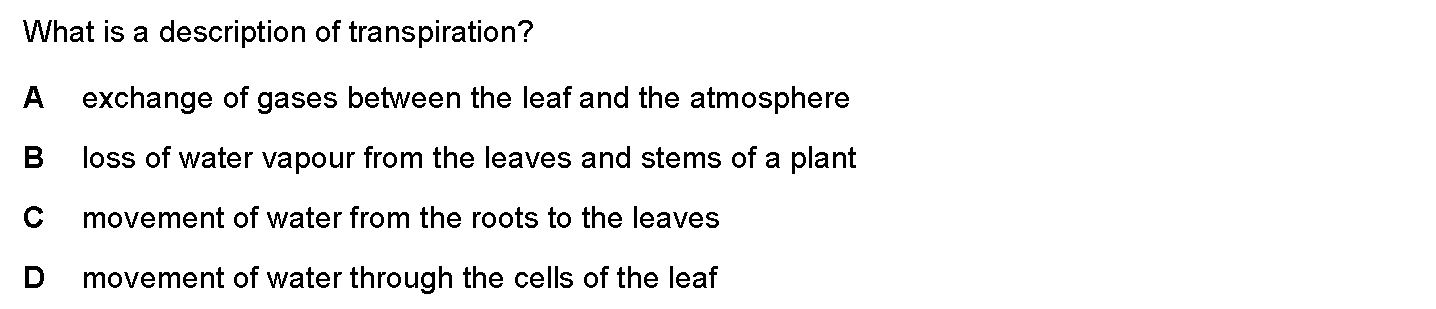 What is a description of transpiration?
A exchange of gases between the leaf and the atmosphere
B loss of water vapour from the leaves and stems of a plant
C movement of water from the roots to the leaves
D movement of water through the cells of the leaf